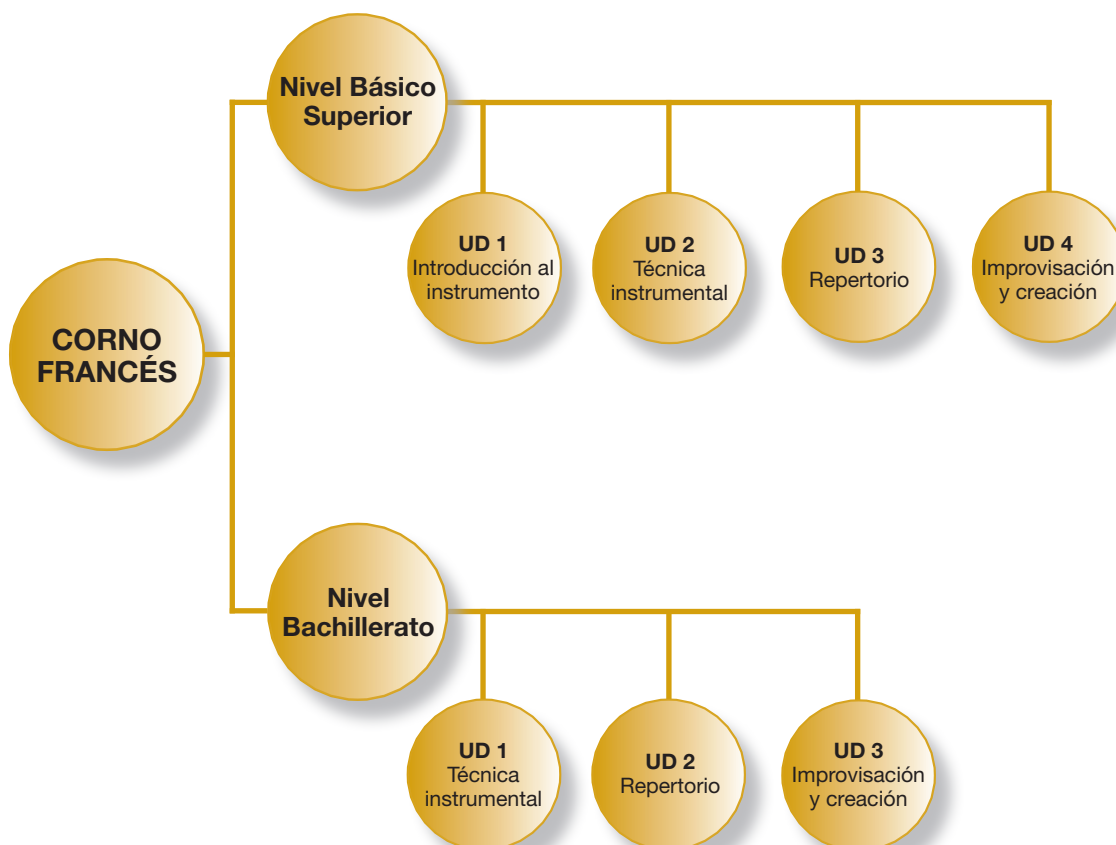 Nivel Básico
Superior
UD 1
Introducción al
instrumento
UD 2
Técnica
instrumental
UD 3
Repertorio
UD 4
Improvisación
y creación
CORNO
FRANCÉS
Nivel
Bachillerato
UD 1
Técnica
instrumental
UD 2
Repertorio
UD 3
Improvisación
y creación